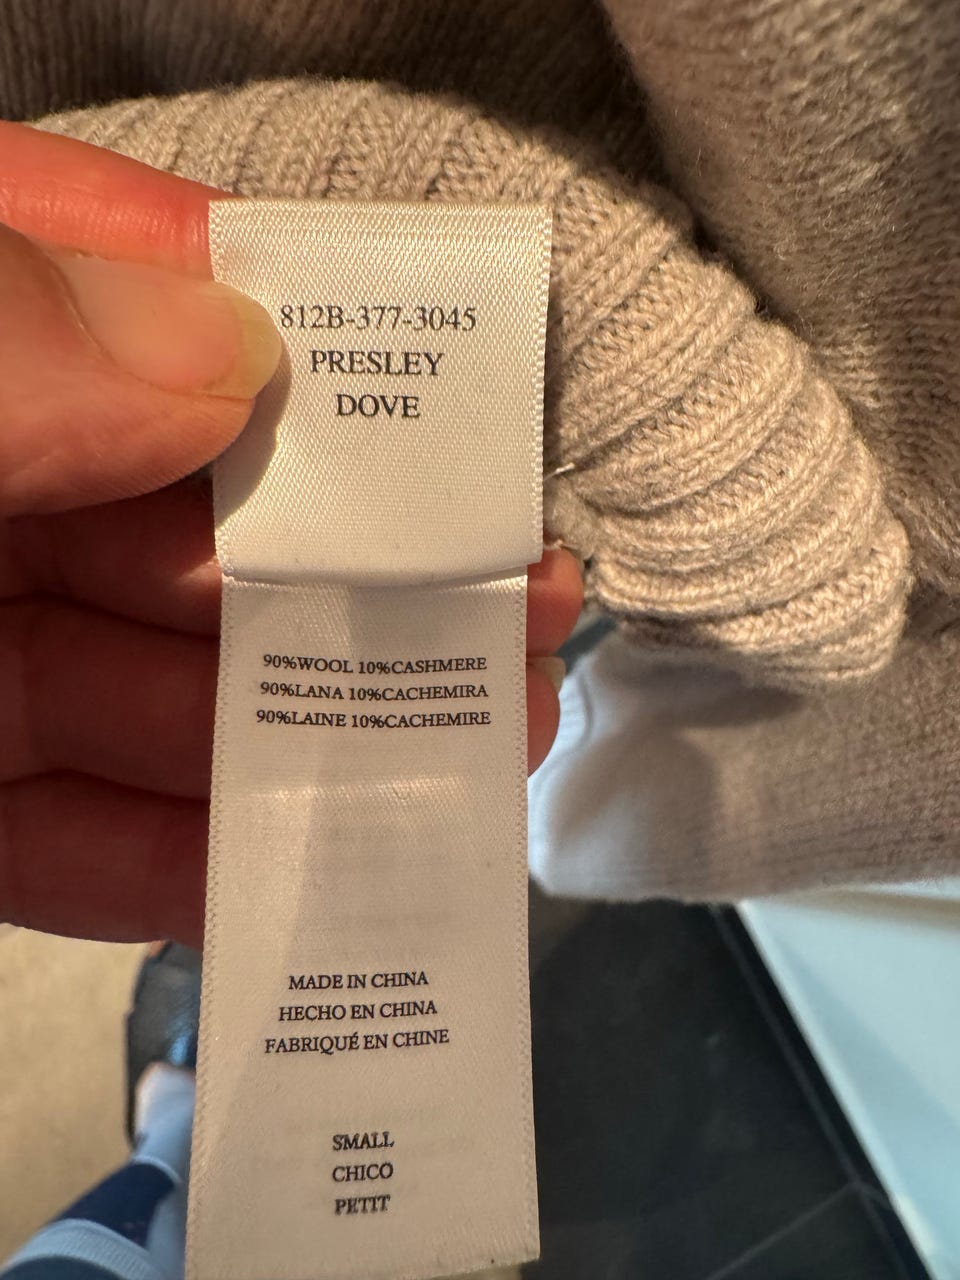 812B-377-3045
PRESLEY
DOVE
90%WOOL 10%CASHMERE
90%LANA 10%CACHEMIRA
90%LAINE 10%CACHEMIRE
MADE IN CHINA
HECHO EN CHINA
FABRIQUÉ EN CHINE
SMALL
CHICO
PETIT